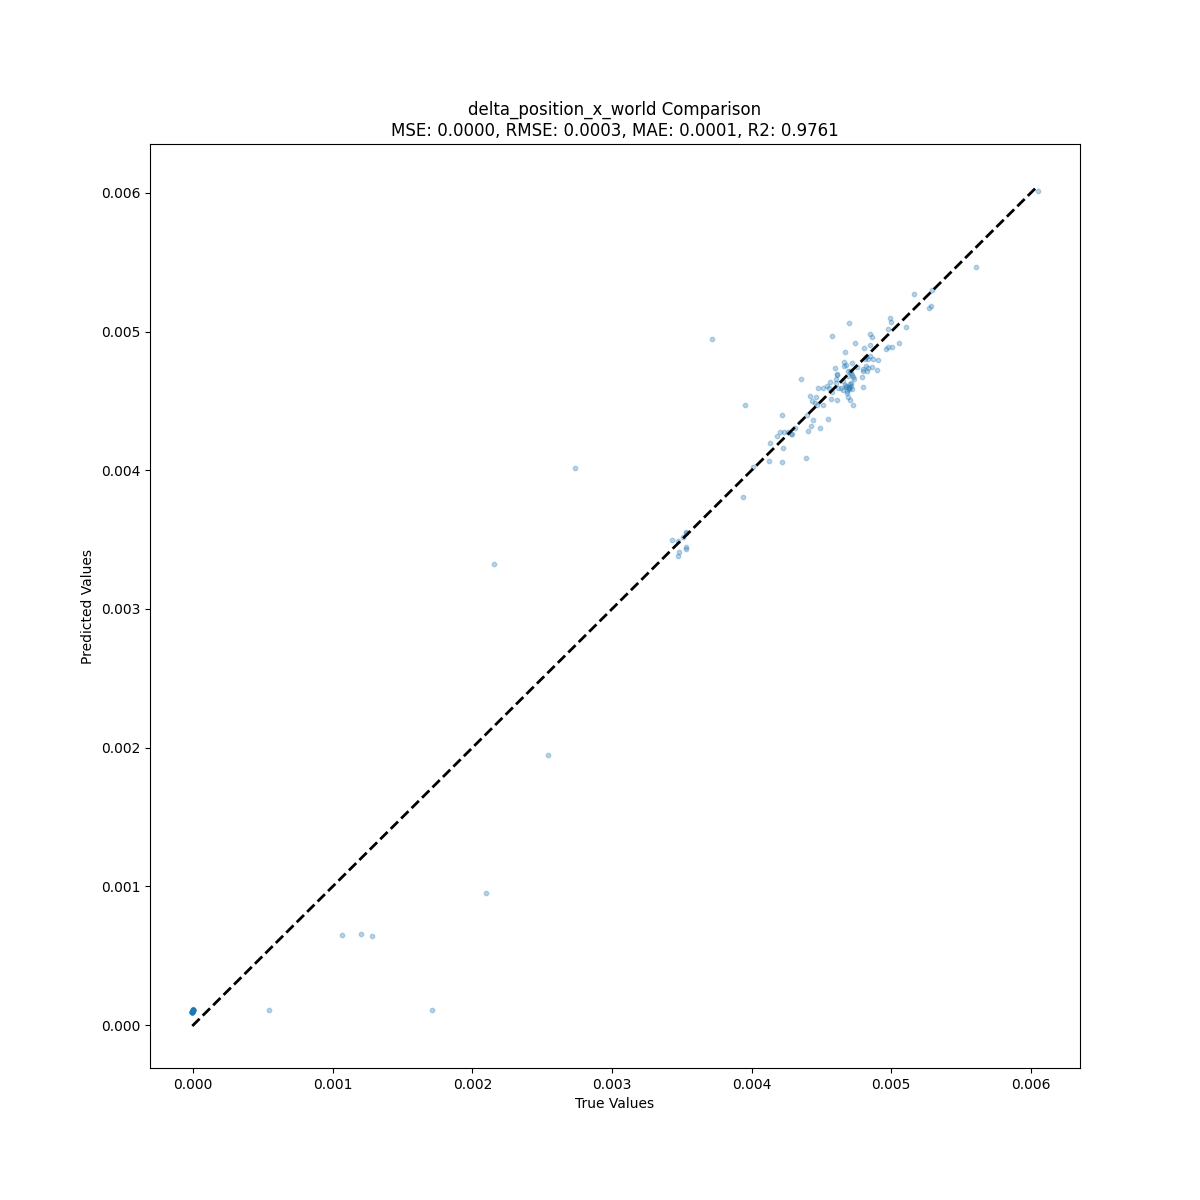 delta_position_x_world Comparison
MSE: 0.0000, RMSE: 0.0003, MAE: 0.0001, R2: 0.9761
0.006
0.005
0.004
0.003
0.002
0.001
0.000
Predicted Values
0.000 0.001 0.002 0.003 0.004 0.005 0.006
True Values